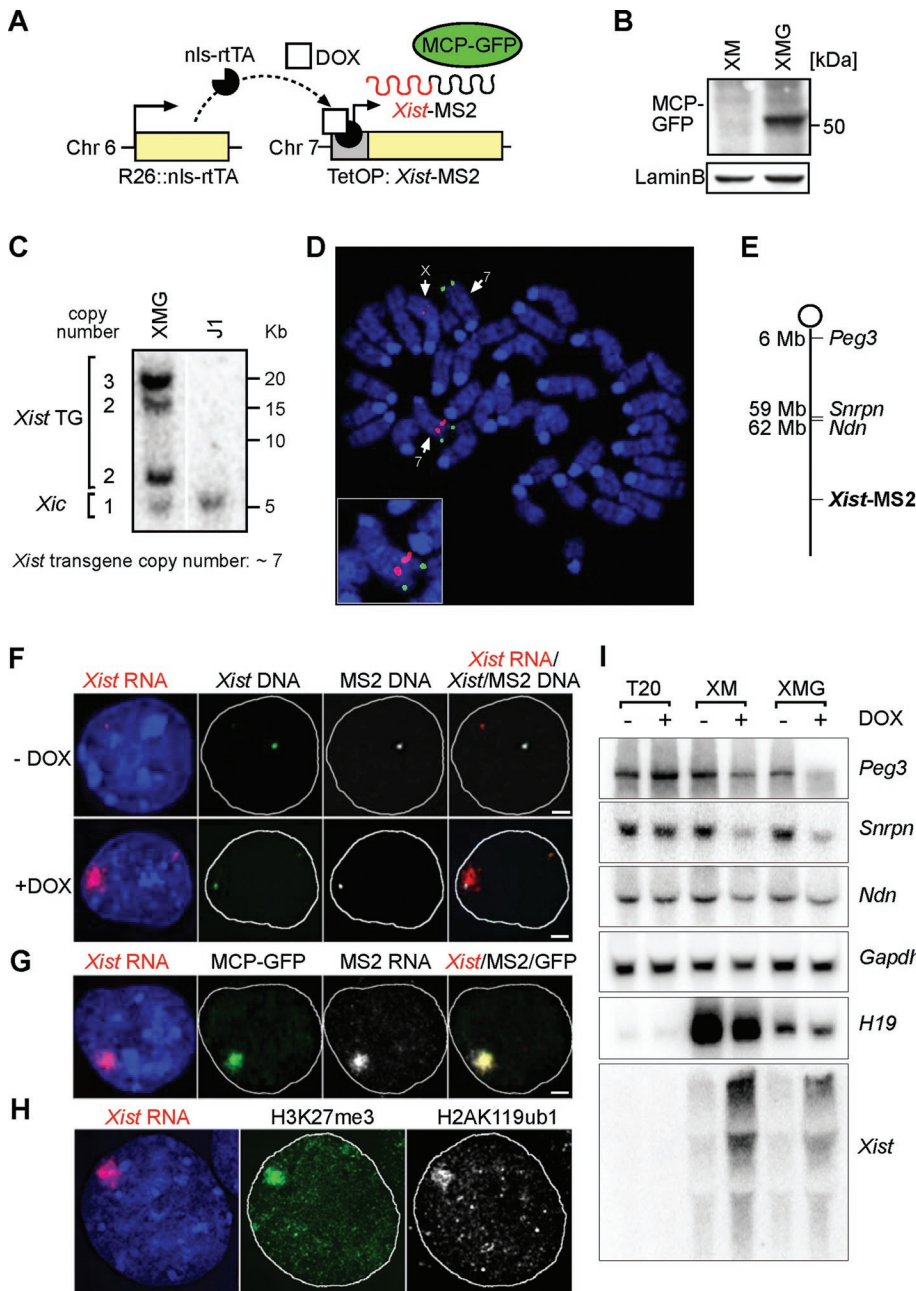 A
nls-rtTA
DOX
MCP-GFP
Xist-MS2
Chr 6
Chr 7
R26::nls-rtTA
TetOP: Xist-MS2
B
XM
XMG
[kDa]
MCP-
GFP
50
LaminB
C
copy
number
XMG
J1
Kb
Xist TG
3
2
2
Xic
1
20
15
10
5
Xist transgene copy number: ~ 7
D
X
7
7
E
6 Mb
Peg3
59 Mb
Snrpn
62 Mb
Ndn
Xist-MS2
F
Xist RNA
Xist DNA
MS2 DNA
Xist RNA/
Xist/MS2 DNA
- DOX
+DOX
G
Xist RNA
MCP-GFP
MS2 RNA
Xist/MS2/GFP
H
Xist RNA
H3K27me3
H2AK119ub1
I
T20
XM
XMG
- + - + - + DOX
Peg3
Snrpn
Ndn
Gapdh
H19
Xist